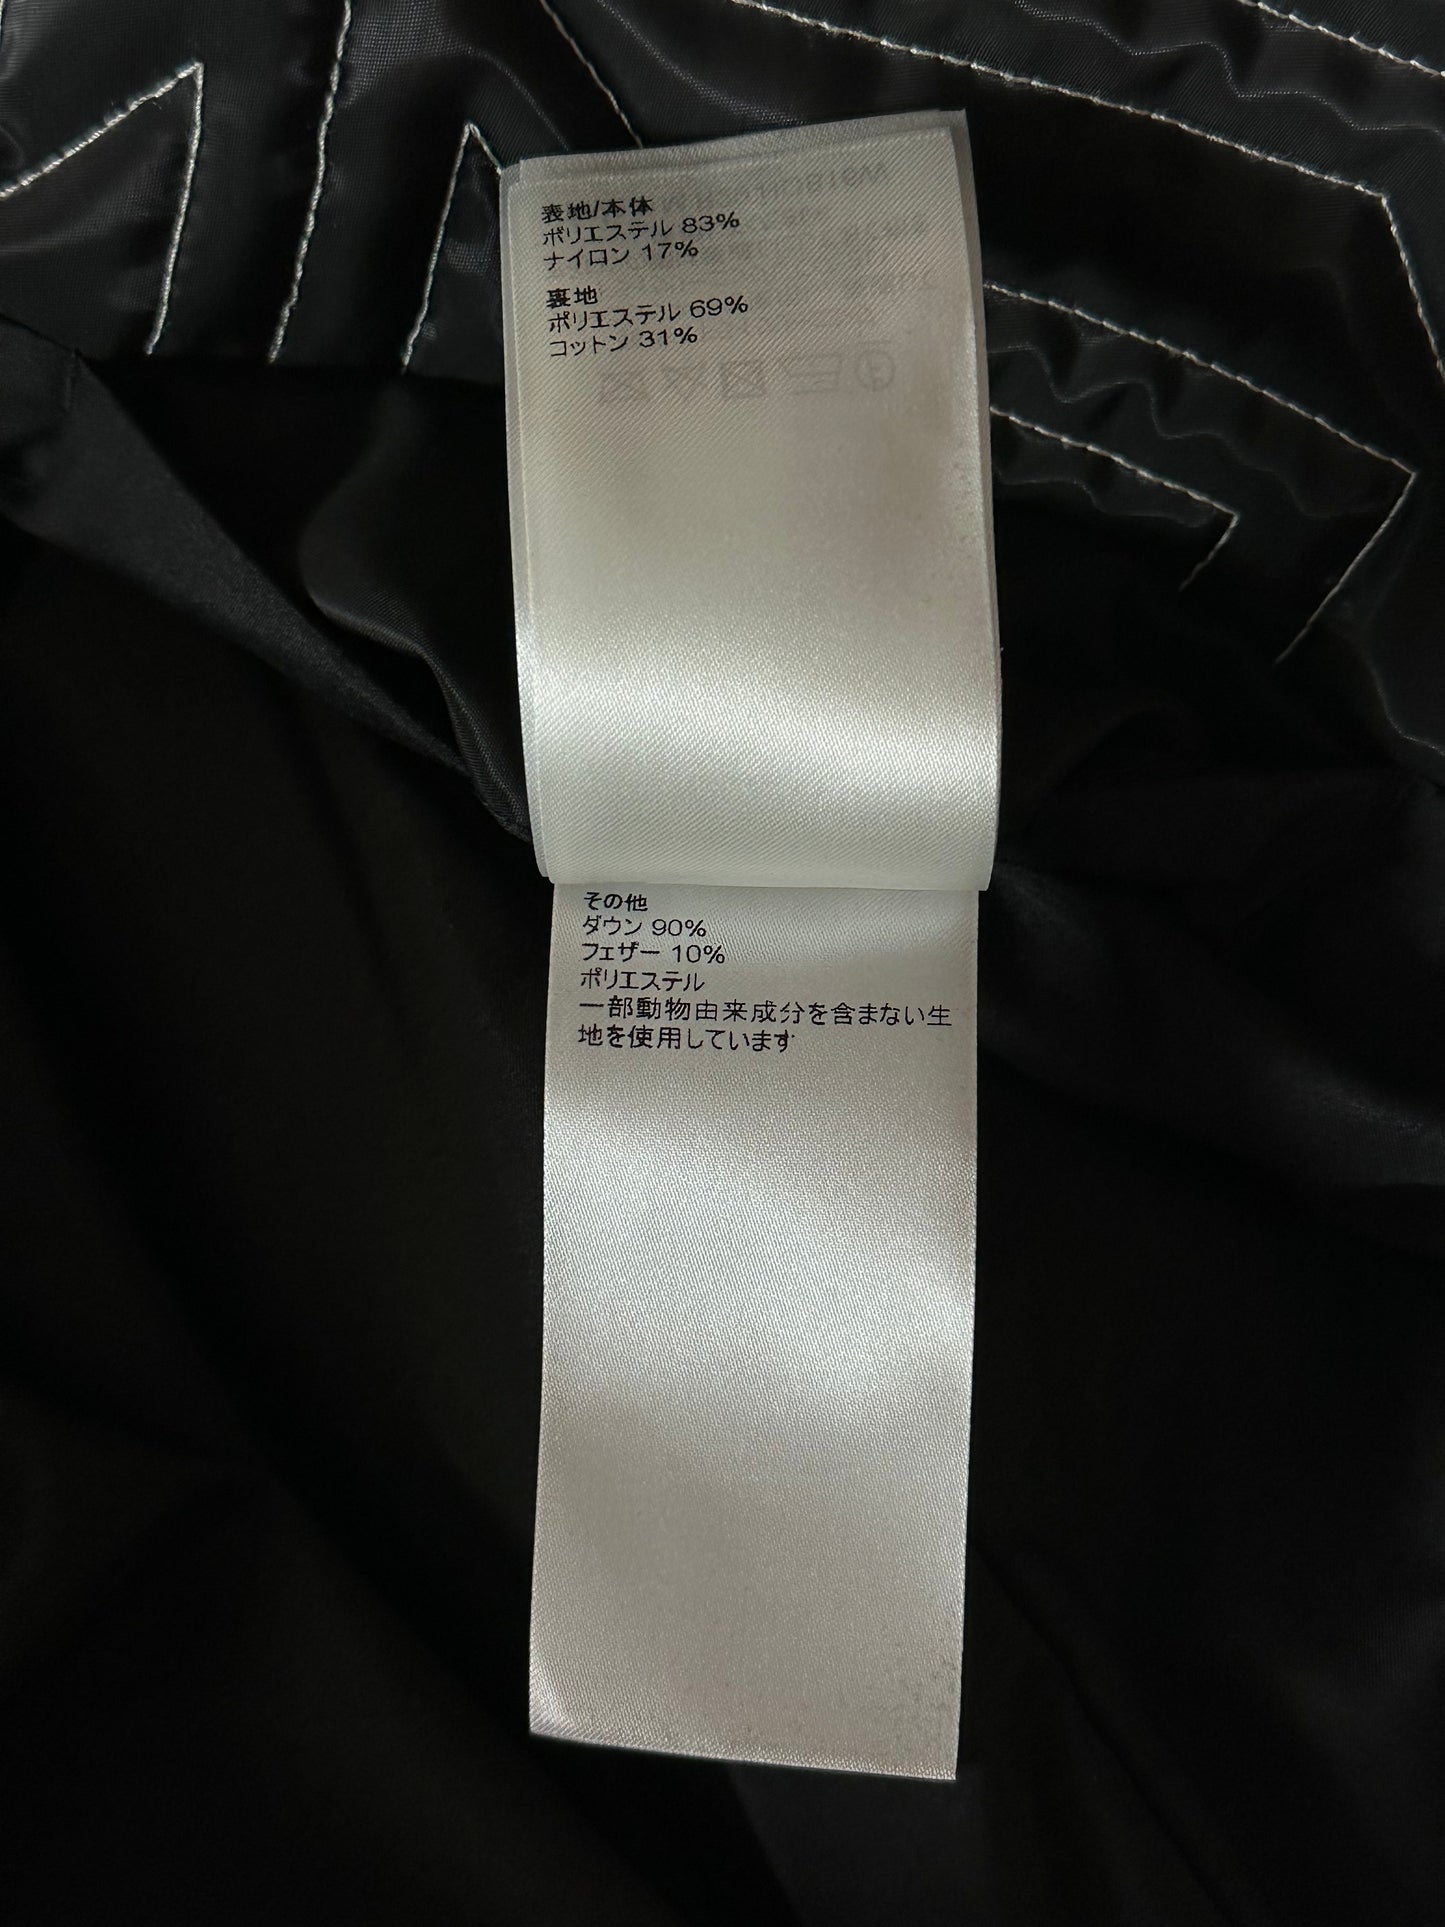 表地/本体
ポリエステル 83%
ナイロン 17%
裏地
ポリエステル 69%
コットン 31%
その他
ダウン 90%
フェザー 10%
ポリエステル
一部動物由来成分を含まない生
地を使用しています